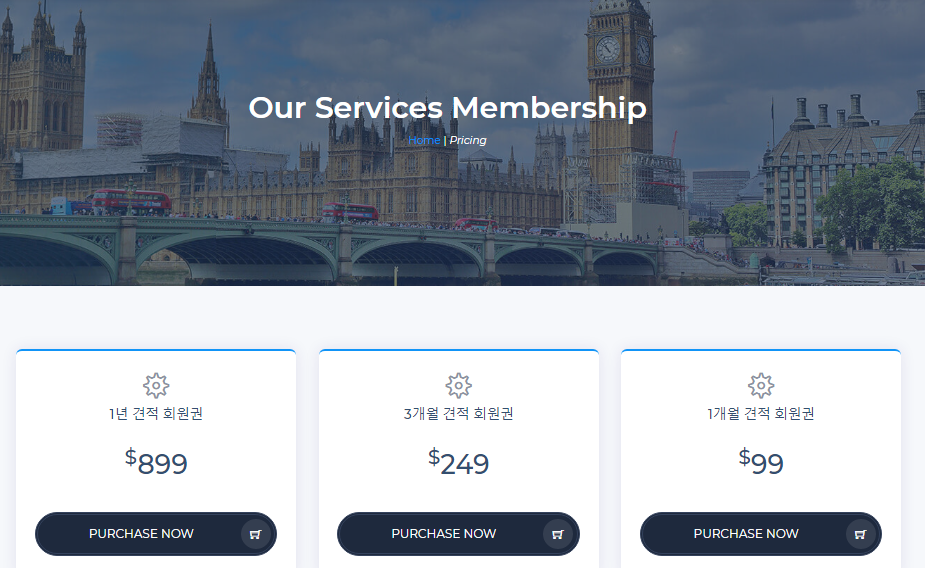 Our Services Membership
Home | Pricing
1년 견적 회원권
$899
PURCHASE NOW
3개월 견적 회원권
$249
PURCHASE NOW
1개월 견적 회원권
$99
PURCHASE NOW